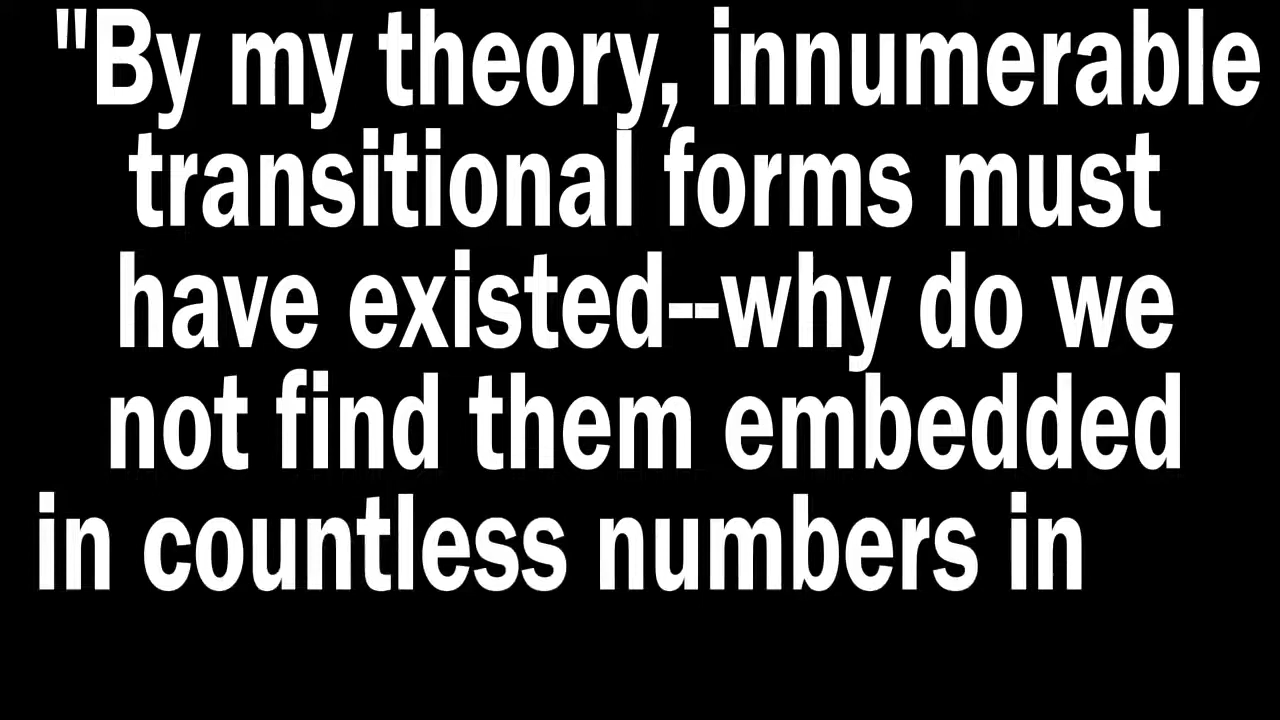 "By my theory, innumerable
transitional forms must
have existed--why do we
not find them embedded
in countless numbers in